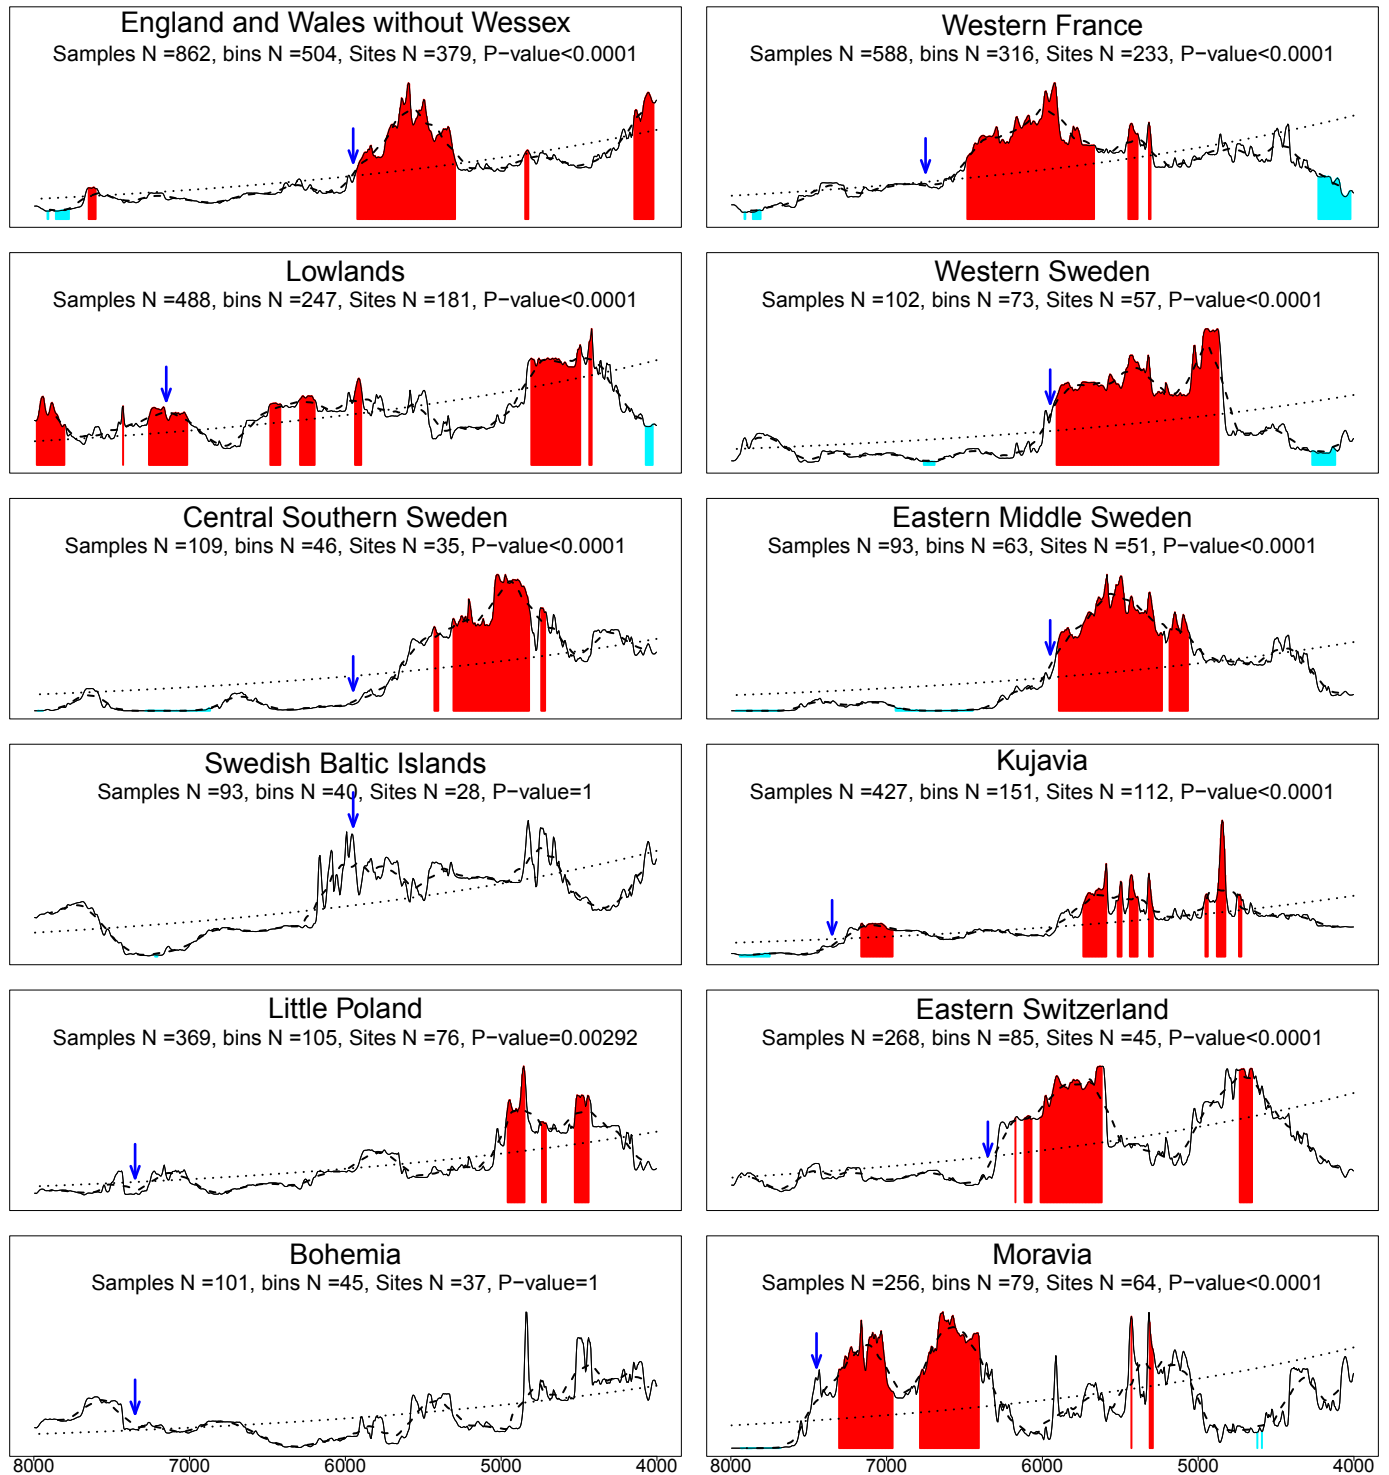 England and Wales without Wessex
Samples N =862, bins N =504, Sites N =379, P−value<0.0001
Western France
Samples N =588, bins N =316, Sites N =233, P−value<0.0001
Lowlands
Samples N =488, bins N =247, Sites N =181, P−value<0.0001
Western Sweden
Samples N =102, bins N =73, Sites N =57, P−value<0.0001
Central Southern Sweden
Samples N =109, bins N =46, Sites N =35, P−value<0.0001
Eastern Middle Sweden
Samples N =93, bins N =63, Sites N =51, P−value<0.0001
Swedish Baltic Islands
Samples N =93, bins N =40, Sites N =28, P−value=1
Kujavia
Samples N =427, bins N =151, Sites N =112, P−value<0.0001
Little Poland
Samples N =369, bins N =105, Sites N =76, P−value=0.00292
Eastern Switzerland
Samples N =268, bins N =85, Sites N =45, P−value<0.0001
Bohemia
Samples N =101, bins N =45, Sites N =37, P−value=1
Moravia
Samples N =256, bins N =79, Sites N =64, P−value<0.0001
8000 7000 6000 5000 4000
8000 7000 6000 5000 4000